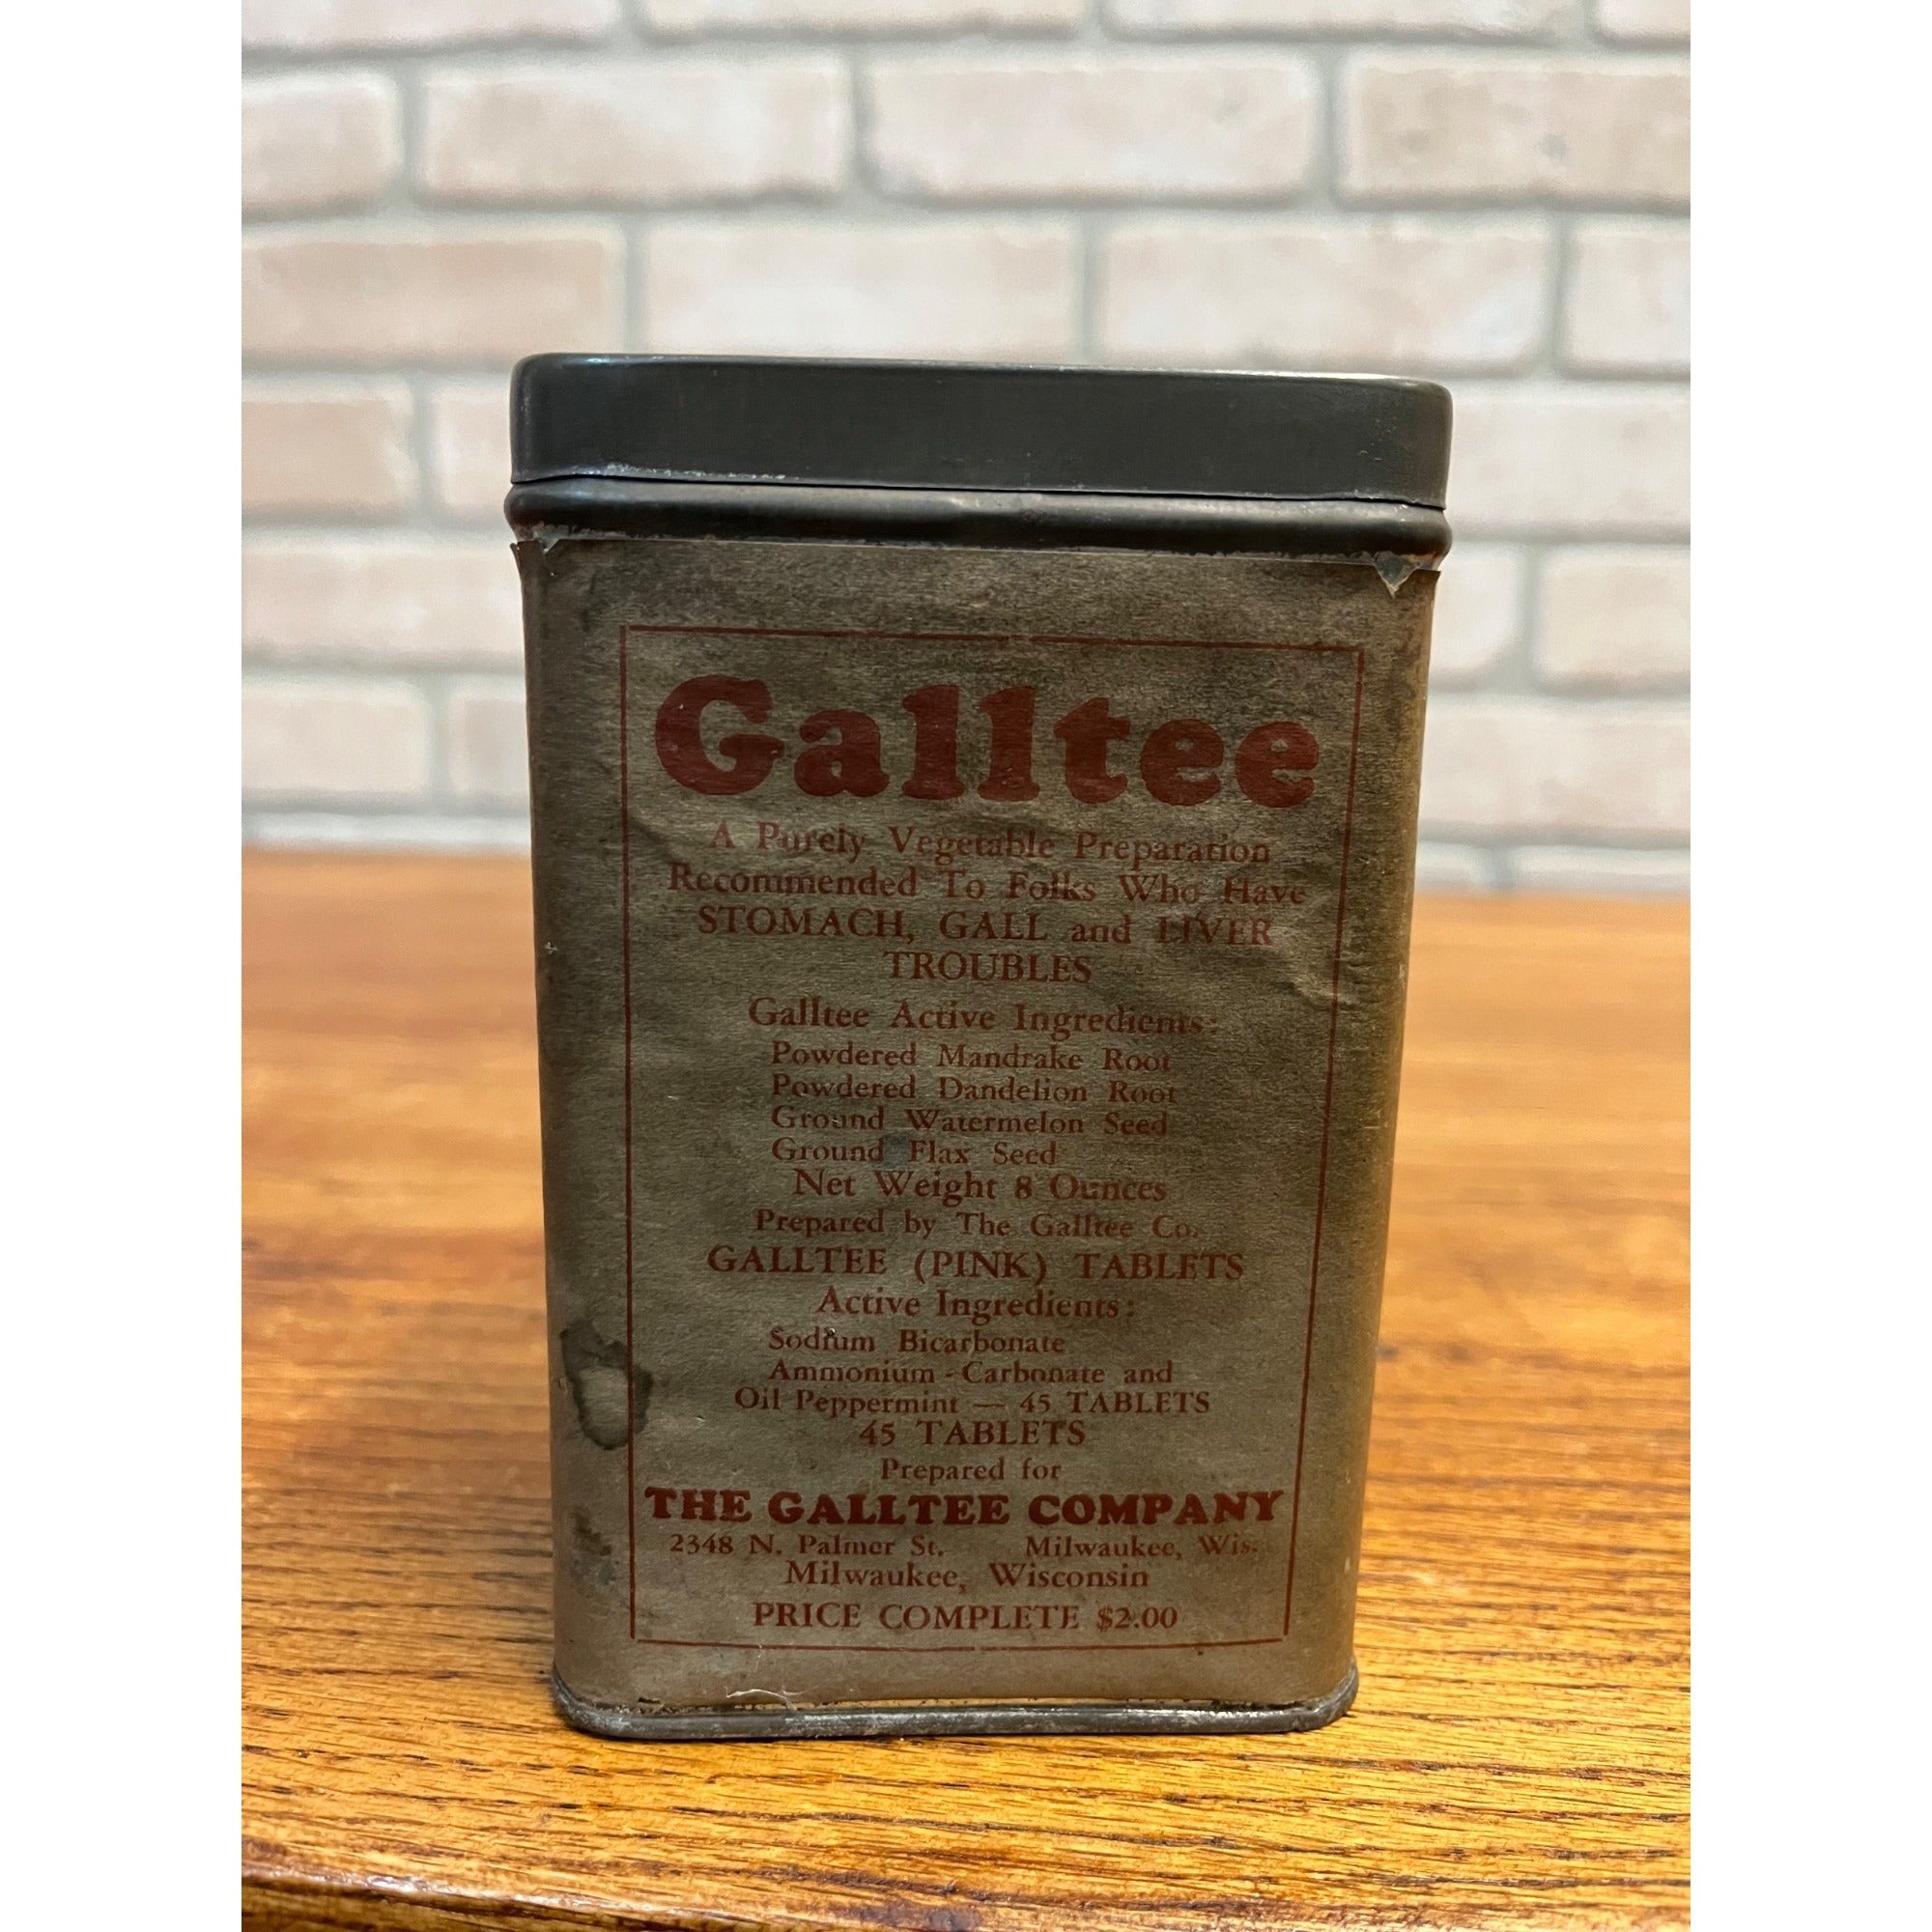 Galltee
A Purely Vegetable Preparation
Recommended To Folks Who Have
STOMACH, GALL and LIVER
TROUBLES
Galltee Active Ingredients:
Powdered Mandrake Root
Powdered Dandelion Root
Ground Watermelon Seed
Ground Flax Seed
Net Weight 8 Ounces
Prepared by The Galltee Co.
GALLTEE (PINK) TABLETS
Active Ingredients:
Sodium Bicarbonate
Ammonium - Carbonate and
Oil Peppermint — 45 TABLETS
45 TABLETS
Prepared for
THE GALLTEE COMPANY
2348 N. Palmer St. Milwaukee, Wis.
Milwaukee, Wisconsin
PRICE COMPLETE $2.00